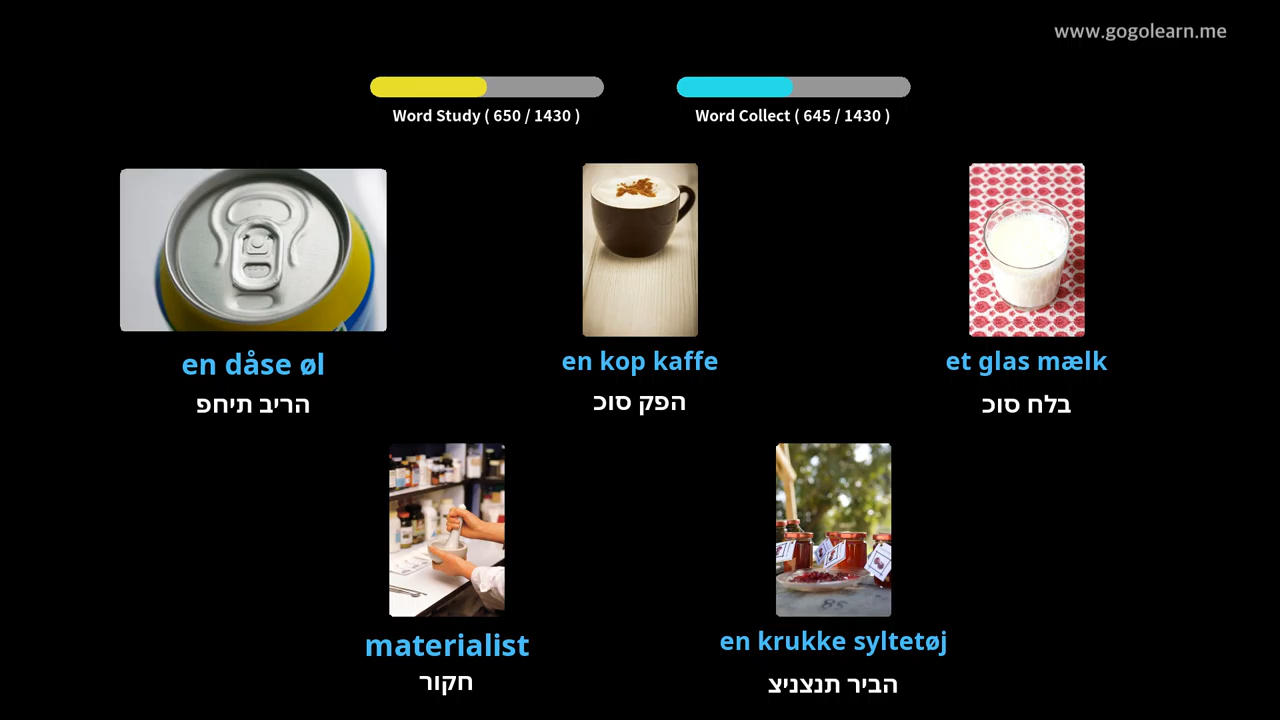 www.gogolearn.me
Word Study ( 650 / 1430 )
Word Collect ( 645 / 1430 )
en dåse øl
הריב תיחפ
en kop kaffe
הפק סוכ
et glas mælk
בלח סוכ
materialist
חקור
en krukke syltetøj
הביר תנצניצ